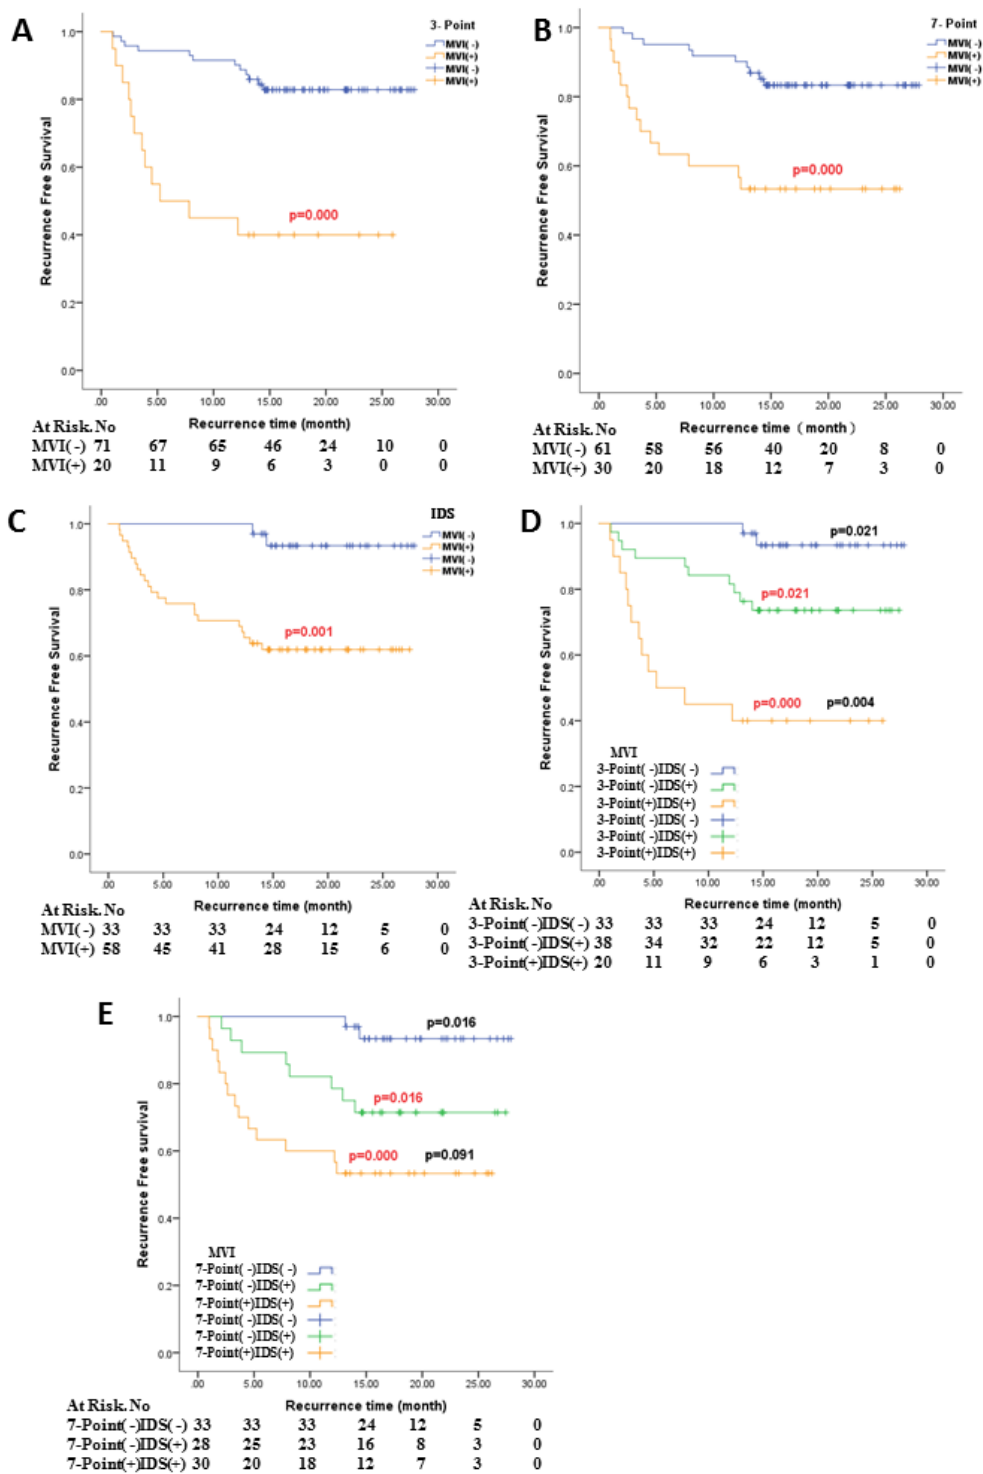 A
3- Point
MVI( -)
MVI(+)
MVI( -)
MVI(+)
1.0
0.8
0.6
0.4
0.2
0.0
Recurrence Free Survival
p=0.000
.00 5.00 10.00 15.00 20.00 25.00 30.00
Recurrence time (month)
At Risk. No
MVI( -) 71 67 65 46 24 10 0
MVI(+) 20 11 9 6 3 0 0
B
7- Point
MVI( -)
MVI(+)
MVI( -)
MVI(+)
1.0
0.8
0.6
0.4
0.2
0.0
Recurrence Free Survival
p=0.000
.00 5.00 10.00 15.00 20.00 25.00 30.00
Recurrence time ( month )
At Risk. No
MVI( -) 61 58 56 40 20 8 0
MVI(+) 30 20 18 12 7 3 0
C
IDS
MVI( -)
MVI(+)
MVI( -)
MVI(+)
1.0
0.8
0.6
0.4
0.2
0.0
Recurrence Free Survival
p=0.001
.00 5.00 10.00 15.00 20.00 25.00 30.00
Recurrence time (month)
At Risk. No
MVI( -) 33 33 33 24 12 5 0
MVI(+) 58 45 41 28 15 6 0
D
1.0
0.8
0.6
0.4
0.2
0.0
Recurrence Free Survival
p=0.021
p=0.021
p=0.000 p=0.004
MVI
3-Point( -)IDS( -)
3-Point( -)IDS(+)
3-Point(+)IDS(+)
3-Point( -)IDS( -)
3-Point( -)IDS(+)
3-Point(+)IDS(+)
.00 5.00 10.00 15.00 20.00 25.00 30.00
Recurrence time (month)
At Risk. No
3-Point( -)IDS( -) 33 33 33 24 12 5 0
3-Point( -)IDS(+) 38 34 32 22 12 5 0
3-Point(+)IDS(+) 20 11 9 6 3 1 0
E
1.0
0.8
0.6
0.4
0.2
0.0
Recurrence Free survival
p=0.016
p=0.016
p=0.000 p=0.091
MVI
7-Point( -)IDS( -)
7-Point( -)IDS(+)
7-Point(+)IDS(+)
7-Point( -)IDS( -)
7-Point( -)IDS(+)
7-Point(+)IDS(+)
.00 5.00 10.00 15.00 20.00 25.00 30.00
Recurrence time (month)
At Risk. No
7-Point( -)IDS( -) 33 33 33 24 12 5 0
7-Point( -)IDS(+) 28 25 23 16 8 3 0
7-Point(+)IDS(+) 30 20 18 12 7 3 0